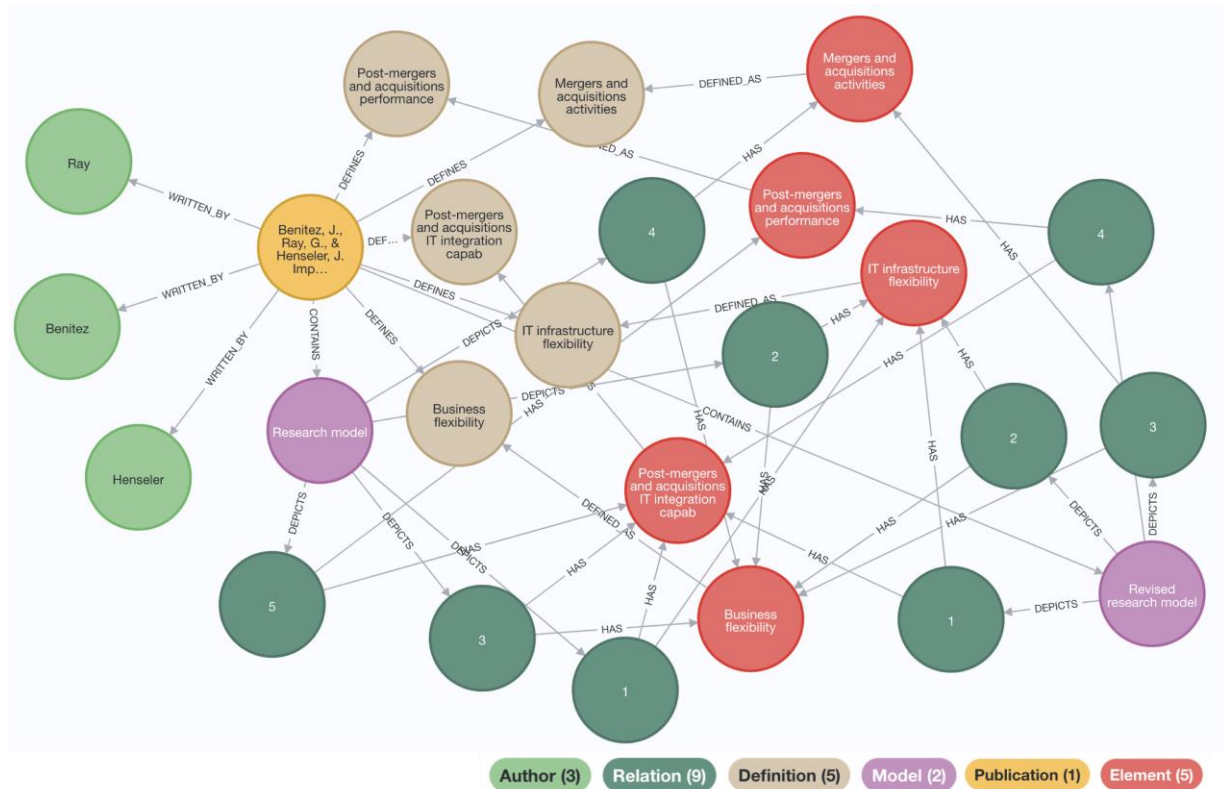 Post-mergers
and acquisitions
performance
Mergers and
acquisitions
activities
DEFINED_AS
Mergers and
acquisitions
activities
Ray
WRITTEN_BY
DEFINES
DEFINES
NED_AS
HAS
Benitez, J.,
Ray, G., &
Henseler, J.
Imp…
DEF…
Post-mergers
and acquisitions
IT integration
capab
4
Post-mergers
and acquisitions
performance
HAS
4
HAS
WRITTEN_BY
DEFINES
DEPICTS
IT infrastructure
flexibility
DEFINED_AS
Benitez
CONTAINS
DEFINES
IT infrastructure
flexibility
2
HAS
HAS
HAS
WRITTEN_BY
Research model
Business
flexibility
HAS
DEPICTS
S
HAS
CONTAINS
2
3
Henseler
HAS
DEPICTS
DEPICTS
Post-mergers
and acquisitions
IT integration
capab
HAS
HAS
DEFINED_AS
HAS
HAS
DEPICTS
DEPICTS
DEPICTS
HAS
HAS
HAS
5
3
HAS
HAS
Business
flexibility
1
DEPICTS
Revised
research model
1
Author (3)
Relation (9)
Definition (5)
Model (2)
Publication (1)
Element (5)